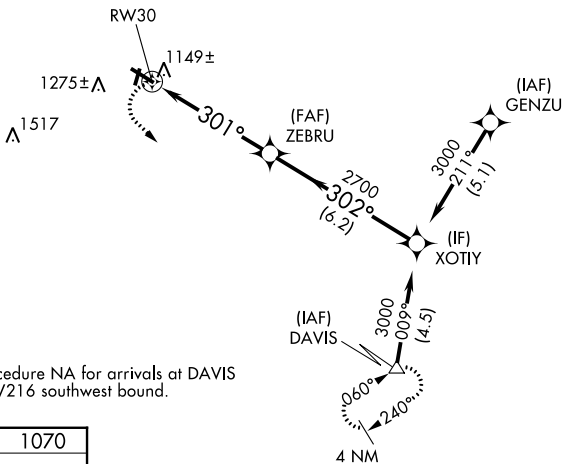 RW30
1149±
1275±
1517
(IAF)
GENZU
3000
211°
(5.1)
(FAF)
ZEBRU
301°
2700
302°
(6.2)
(IF)
XOTIY
(IAF)
DAVIS
3000
009°
(4.5)
060°
240°
4 NM
cedure NA for arrivals at DAVIS
V216 southwest bound.
1070